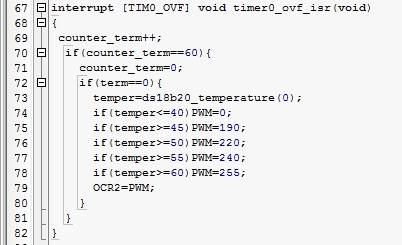 67 interrupt [TIM0_OVF] void timer0_ovf_isr(void)
68 {
69 counter_term++;
70 if(counter_term==60){
71 counter_term=0;
72 if(term==0){
73 temper=ds18b20_temperature(0);
74 if(temper<=40)PWM=0;
75 if(temper>=45)PWM=190;
76 if(temper>=50)PWM=220;
77 if(temper>=55)PWM=240;
78 if(temper>=60)PWM=255;
79 OCR2=PWM;
80 }
81 }
82 }